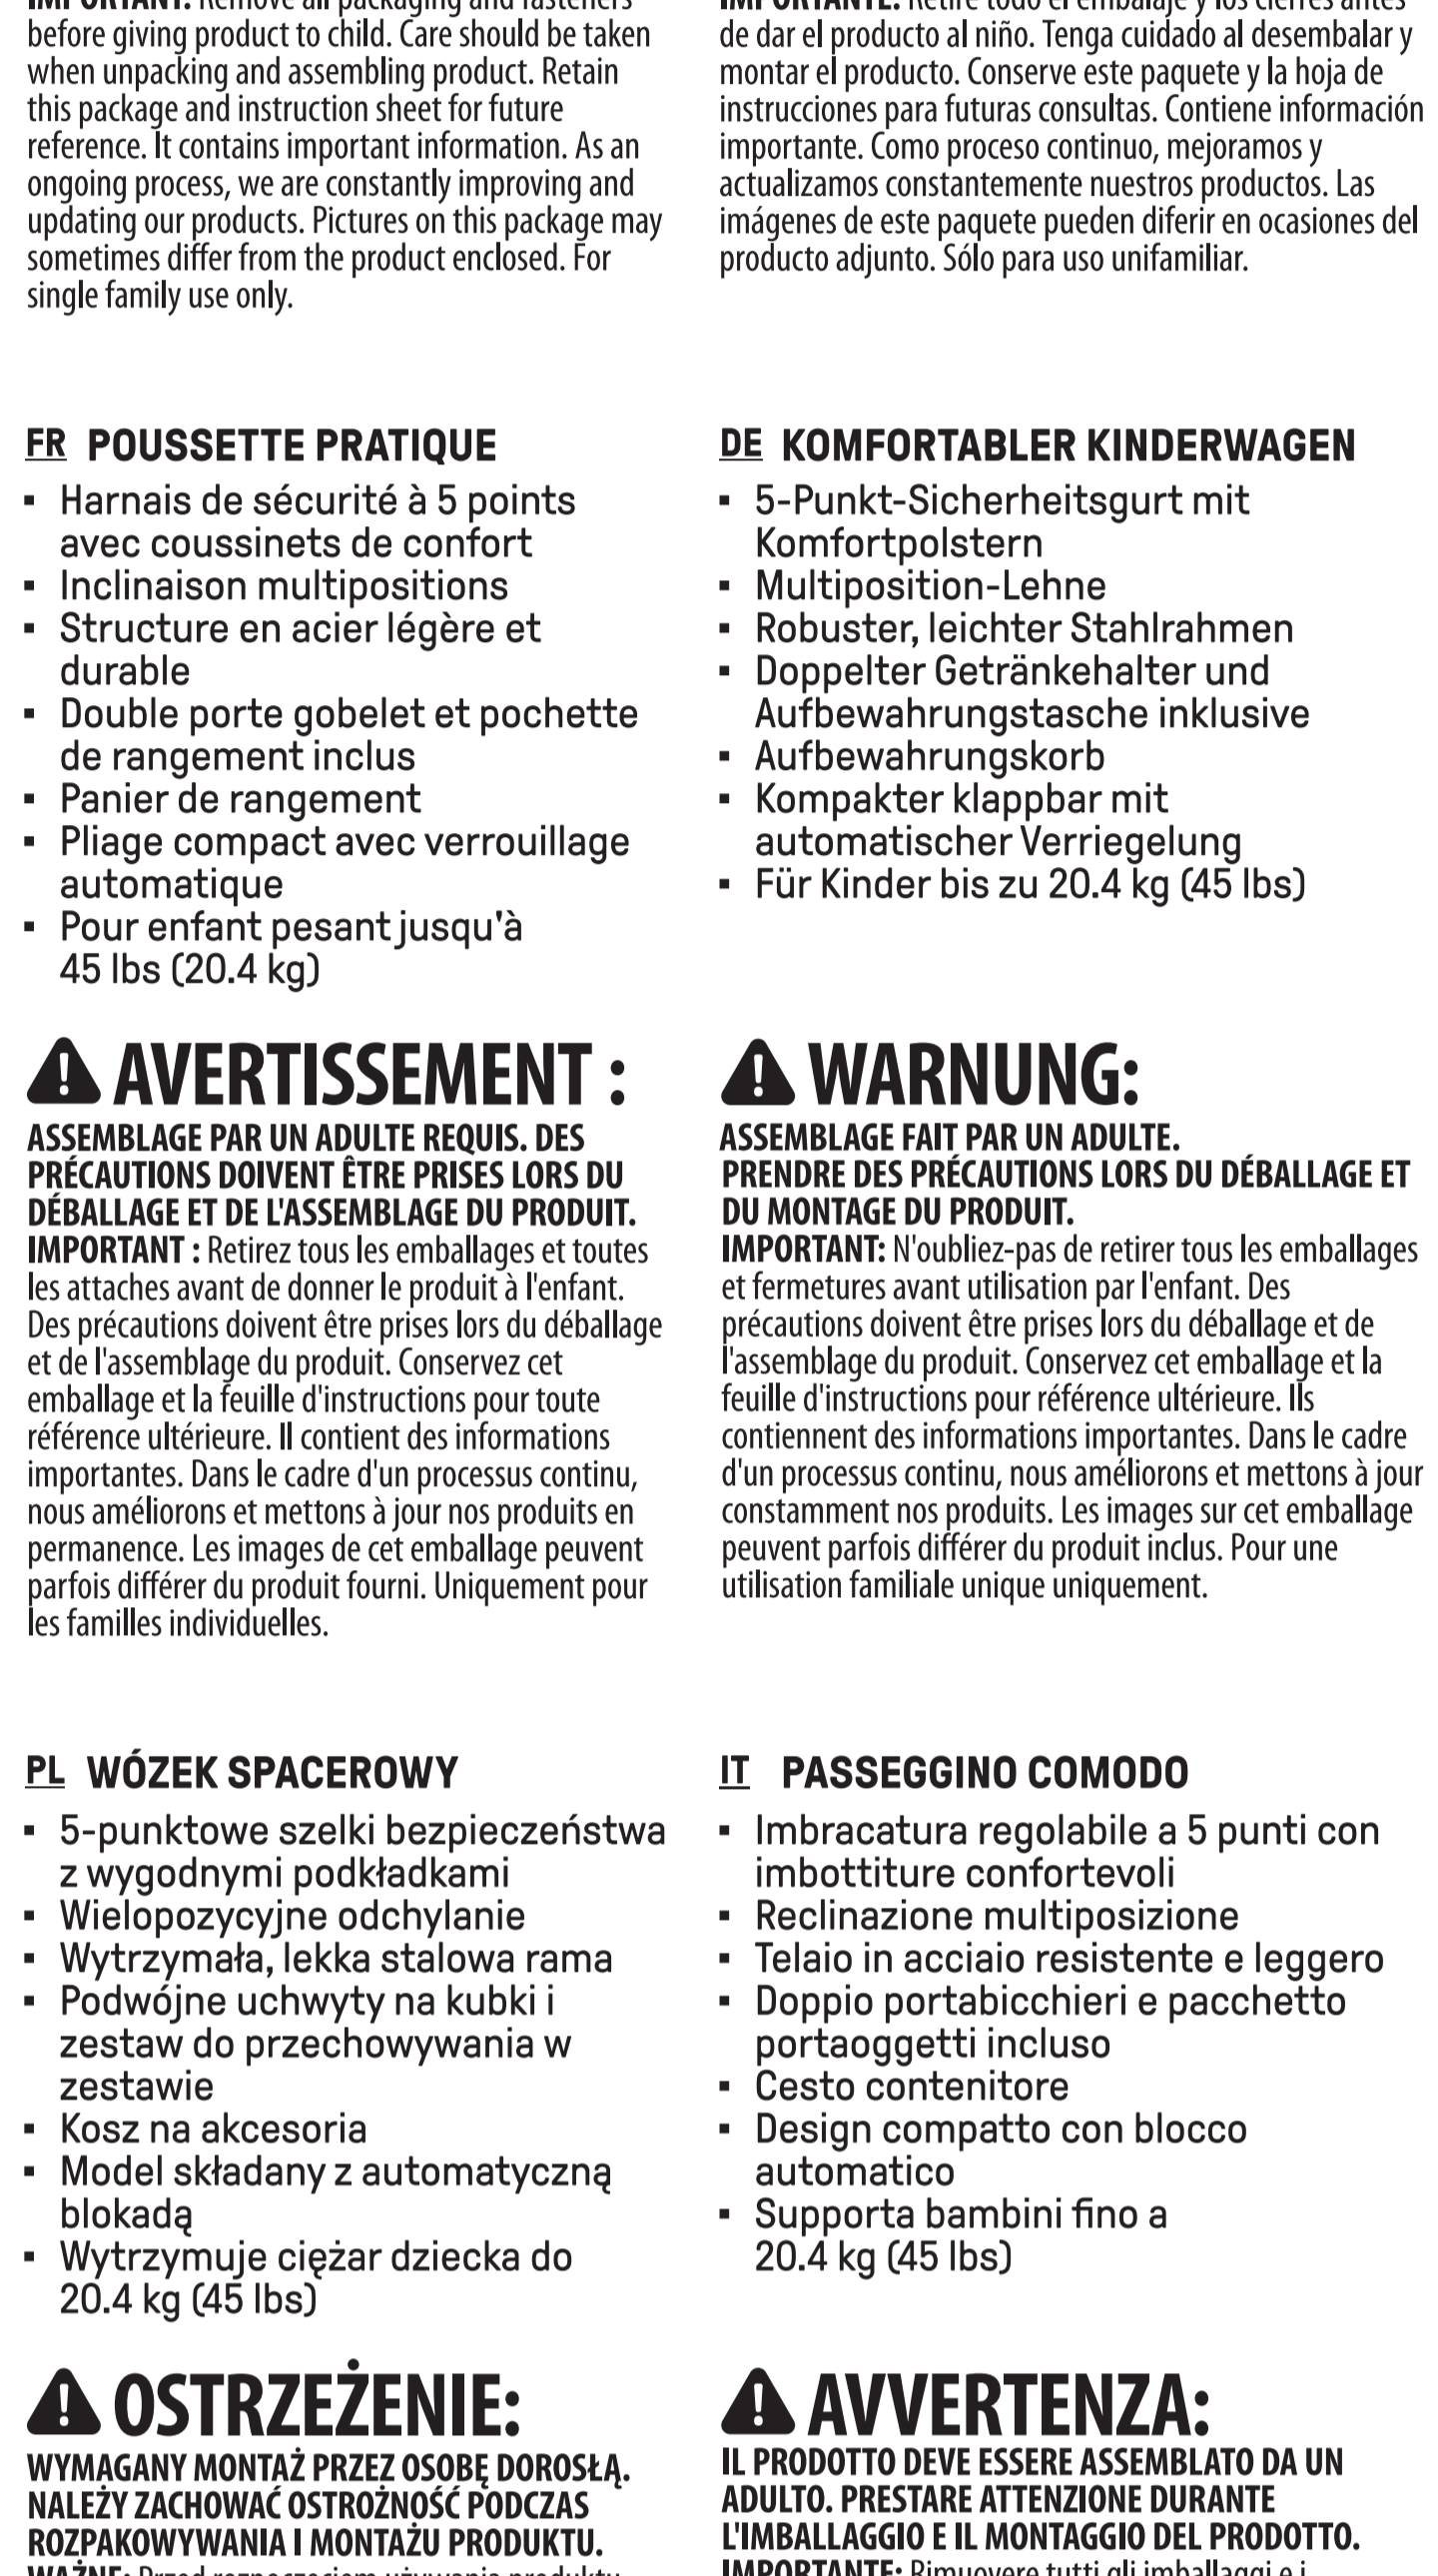 IMPORTANT: Remove all packaging and fasteners
before giving product to child. Care should be taken
when unpacking and assembling product. Retain
this package and instruction sheet for future
reference. It contains important information. As an
ongoing process, we are constantly improving and
updating our products. Pictures on this package may
sometimes differ from the product enclosed. For
single family use only.
IMPORTANTE: Retire todo el embalaje y los cierres antes
de dar el producto al niño. Tenga cuidado al desembalar y
montar el producto. Conserve este paquete y la hoja de
instrucciones para futuras consultas. Contiene información
importante. Como proceso continuo, mejoramos y
actualizamos constantemente nuestros productos. Las
imágenes de este paquete pueden diferir en ocasiones del
producto adjunto. Sólo para uso unifamiliar.
FR POUSSETTE PRATIQUE
▪ Harnais de sécurité à 5 points
avec coussinets de confort
▪ Inclinaison multipositions
▪ Structure en acier légère et
durable
▪ Double porte gobelet et pochette
de rangement inclus
▪ Panier de rangement
▪ Pliage compact avec verrouillage
automatique
▪ Pour enfant pesant jusqu'à
45 lbs (20.4 kg)
AVERTISSEMENT :
ASSEMBLAGE PAR UN ADULTE REQUIS. DES
PRÉCAUTIONS DOIVENT ÊTRE PRISES LORS DU
DÉBALLAGE ET DE L'ASSEMBLAGE DU PRODUIT.
IMPORTANT : Retirez tous les emballages et toutes
les attaches avant de donner le produit à l'enfant.
Des précautions doivent être prises lors du déballage
et de l'assemblage du produit. Conservez cet
emballage et la feuille d'instructions pour toute
référence ultérieure. Il contient des informations
importantes. Dans le cadre d'un processus continu,
nous améliorons et mettons à jour nos produits en
permanence. Les images de cet emballage peuvent
parfois différer du produit fourni. Uniquement pour
les familles individuelles.
DE KOMFORTABLER KINDERWAGEN
▪ 5-Punkt-Sicherheitsgurt mit
Komfortpolstern
▪ Multiposition-Lehne
▪ Robuster, leichter Stahlrahmen
▪ Doppelter Getränkehalter und
Aufbewahrungstasche inklusive
▪ Aufbewahrungskorb
▪ Kompakter klappbar mit
automatischer Verriegelung
▪ Für Kinder bis zu 20.4 kg (45 lbs)
WARNUNG:
ASSEMBLAGE FAIT PAR UN ADULTE.
PRENDRE DES PRÉCAUTIONS LORS DU DÉBALLAGE ET
DU MONTAGE DU PRODUIT.
IMPORTANT: N'oubliez-pas de retirer tous les emballages
et fermetures avant utilisation par l'enfant. Des
précautions doivent être prises lors du déballage et de
l'assemblage du produit. Conservez cet emballage et la
feuille d'instructions pour référence ultérieure. Ils
contiennent des informations importantes. Dans le cadre
d'un processus continu, nous améliorons et mettons à jour
constamment nos produits. Les images sur cet emballage
peuvent parfois différer du produit inclus. Pour une
utilisation familiale unique uniquement.
PL WÓZEK SPACEROWY
▪ 5-punktowe szelki bezpieczeństwa
z wygodnymi podkładkami
▪ Wielopozycyjne odchylanie
▪ Wytrzymała, lekka stalowa rama
▪ Podwójne uchwyty na kubki i
zestaw do przechowywania w
zestawie
▪ Kosz na akcesoria
▪ Model składany z automatyczną
blokadą
▪ Wytrzymuje ciężar dziecka do
20.4 kg (45 lbs)
OSTRZEŻENIE:
WYMAGANY MONTAŻ PRZEZ OSOBĘ DOROSŁĄ.
NALEŻY ZACHOWAĆ OSTROŻNOŚĆ PODCZAS
ROZPAKOWYWANIA I MONTAŻU PRODUKTU.
WAŻNE: Przed rozpoczęciem używania produktu
IT PASSEGGINO COMODO
▪ Imbracatura regolabile a 5 punti con
imbottiture confortevoli
▪ Reclinazione multiposizione
▪ Telaio in acciaio resistente e leggero
▪ Doppio portabicchieri e pacchetto
portaoggetti incluso
▪ Cesto contenitore
▪ Design compatto con blocco
automatico
▪ Supporta bambini fino a
20.4 kg (45 lbs)
AVVERTENZA:
IL PRODOTTO DEVE ESSERE ASSEMBLATO DA UN
ADULTO. PRESTARE ATTENZIONE DURANTE
L'IMBALLAGGIO E IL MONTAGGIO DEL PRODOTTO.
IMPORTANTE: Rimuovere tutti gli imballaggi e i